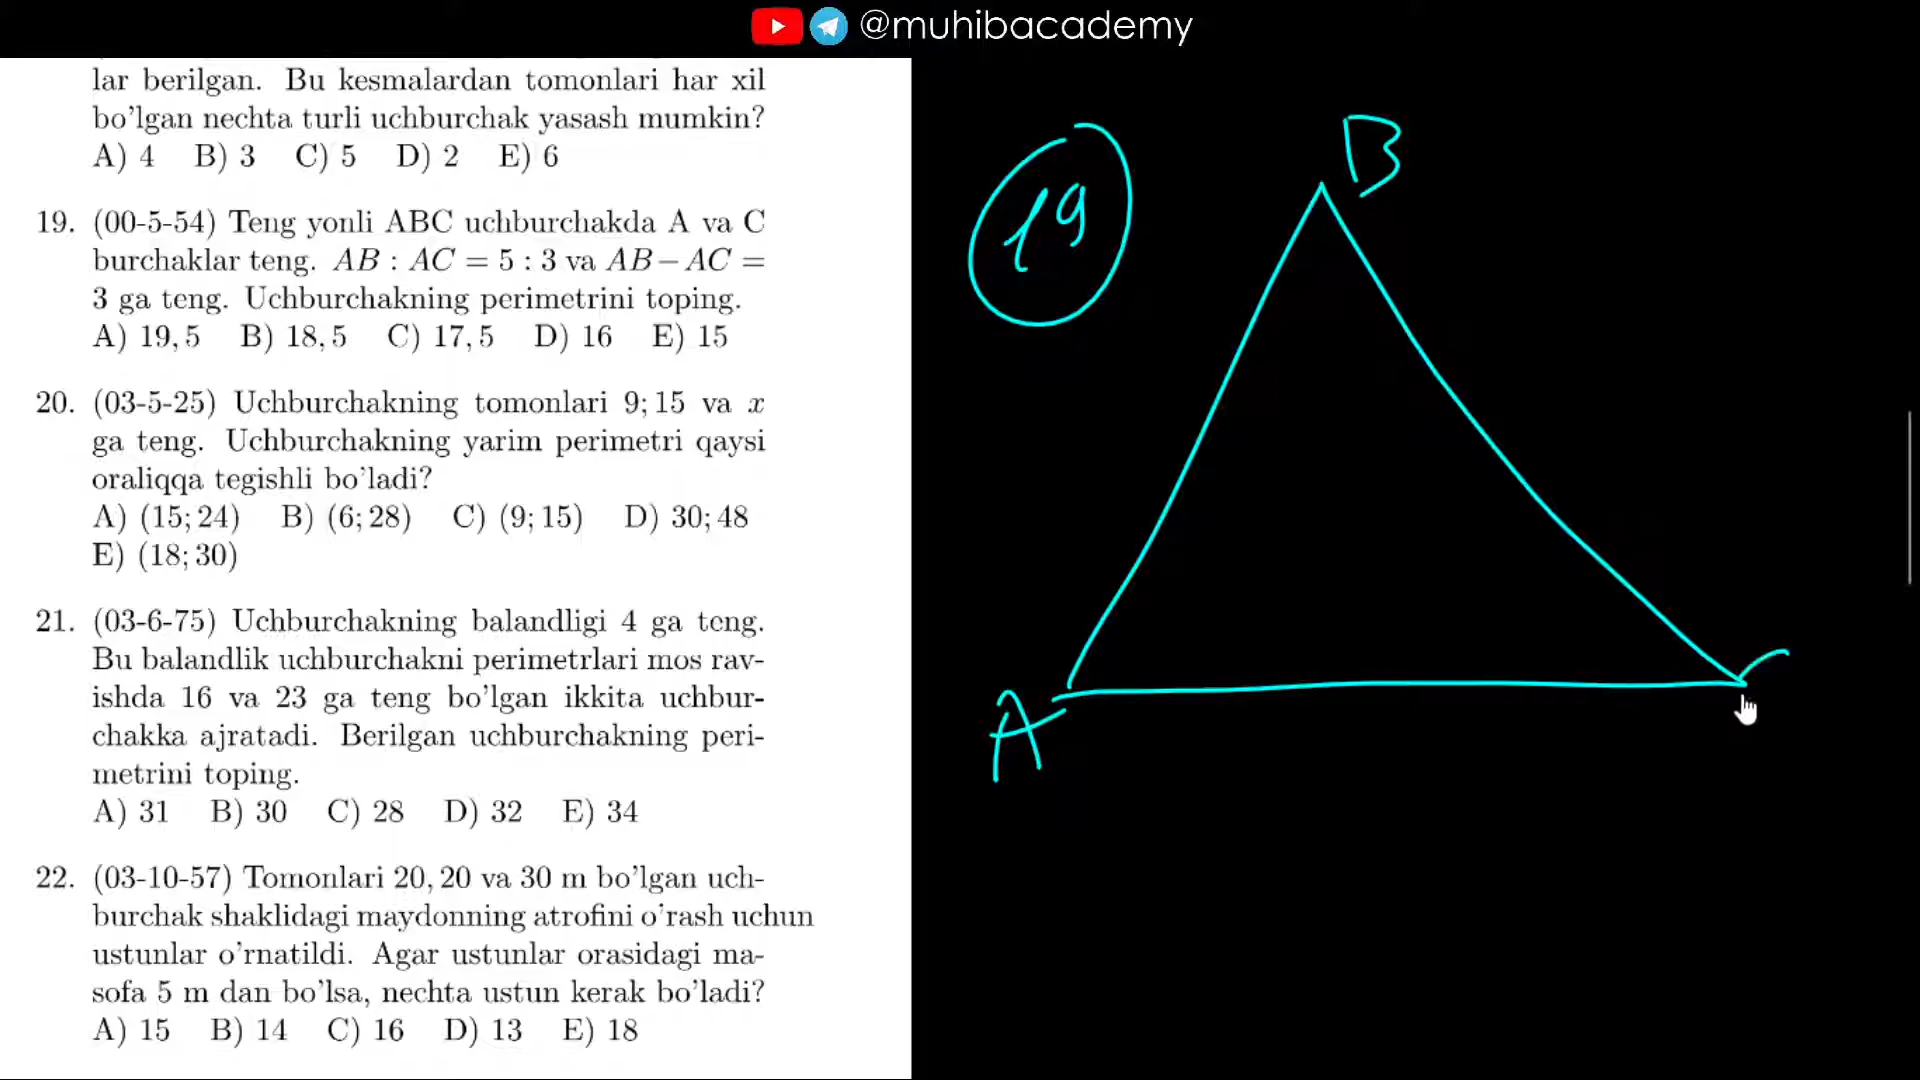 @muhibacademy
lar berilgan. Bu kesmalardan tomonlari har xil
bo'lgan nechta turli uchburchak yasash mumkin?
A) 4 B) 3 C) 5 D) 2 E) 6
19. (00-5-54) Teng yonli ABC uchburchakda A va C
burchaklar teng. AB : AC = 5 : 3 va AB − AC =
3 ga teng. Uchburchakning perimetrini toping.
A) 19, 5 B) 18, 5 C) 17, 5 D) 16 E) 15
20. (03-5-25) Uchburchakning tomonlari 9; 15 va x
ga teng. Uchburchakning yarim perimetri qaysi
oraliqqa tegishli bo'ladi?
A) (15; 24) B) (6; 28) C) (9; 15) D) 30; 48
E) (18; 30)
21. (03-6-75) Uchburchakning balandligi 4 ga teng.
Bu balandlik uchburchakni perimetrlari mos rav-
ishda 16 va 23 ga teng bo'lgan ikkita uchbur-
chakka ajratadi. Berilgan uchburchakning peri-
metrini toping.
A) 31 B) 30 C) 28 D) 32 E) 34
22. (03-10-57) Tomonlari 20, 20 va 30 m bo'lgan uch-
burchak shaklidagi maydonning atrofini o'rash uchun
ustunlar o'rnatildi. Agar ustunlar orasidagi ma-
sofa 5 m dan bo'lsa, nechta ustun kerak bo'ladi?
A) 15 B) 14 C) 16 D) 13 E) 18
19
B
A